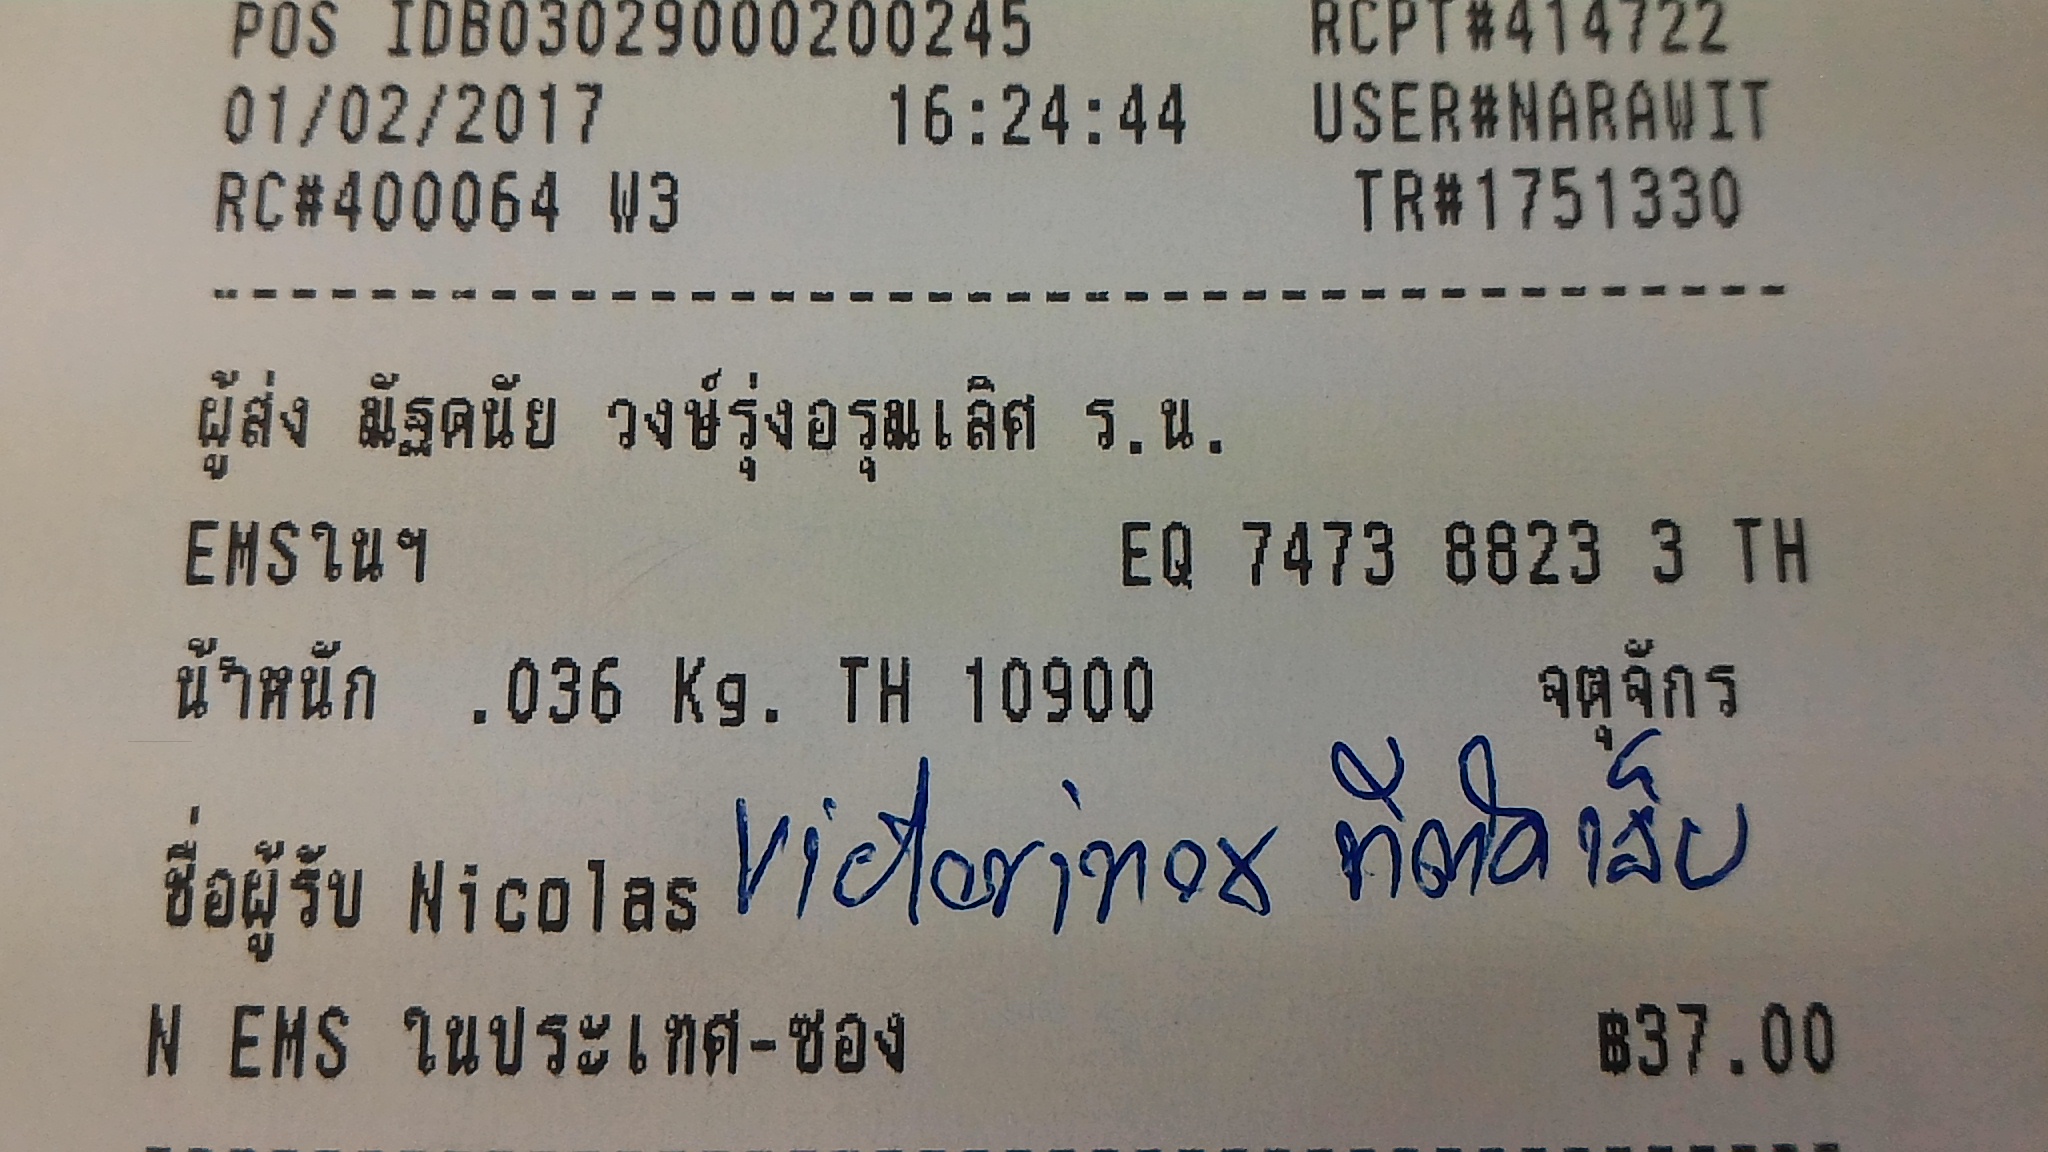 POS IDB03029000200245 RCPT#414722
01/02/2017 16:24:44 USER#NARAWIT
RC#400064 W3 TR#1751330
ผู้ส่ง มัฐดนัย วงษ์รุ่งอรุมเลิศ ร.น.
EMSในฯ EQ 7473 8823 3 TH
น้ำหนัก .036 Kg. TH 10900 จตุจักร
ชื่อผู้รับ Nicolas Victorinox ที่ตัดเล็บ
N EMS ในประเทศ-ซอง ฿37.00